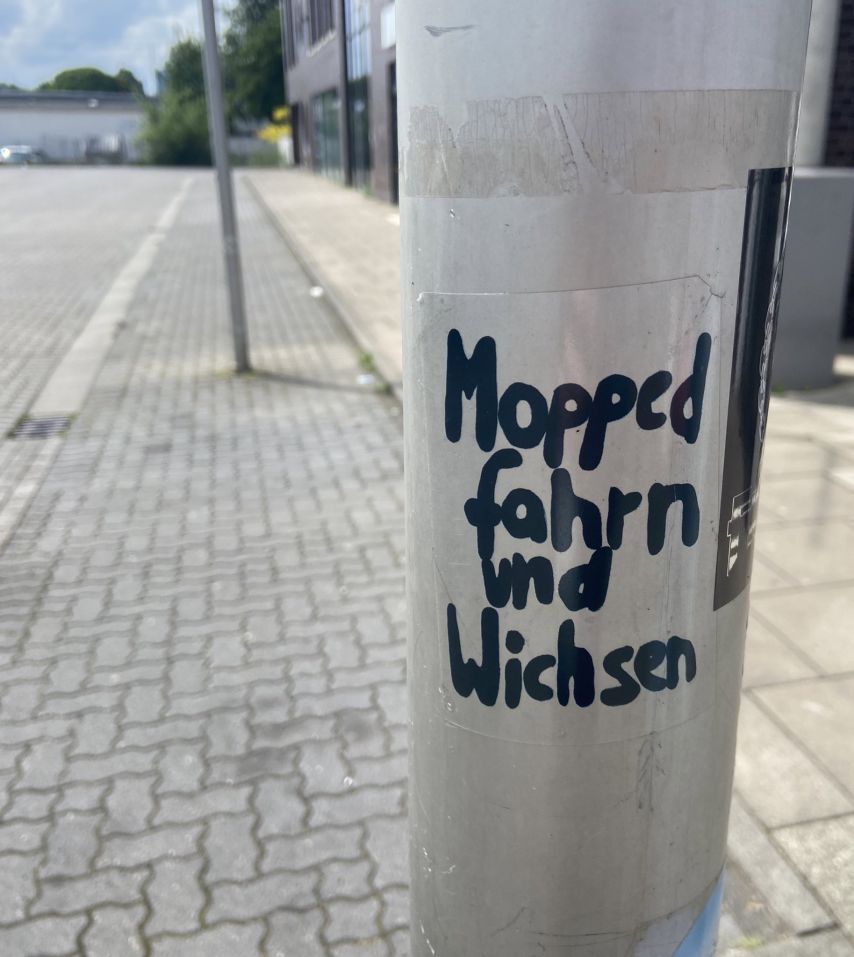 Mopped
fahrn
und
Wichsen